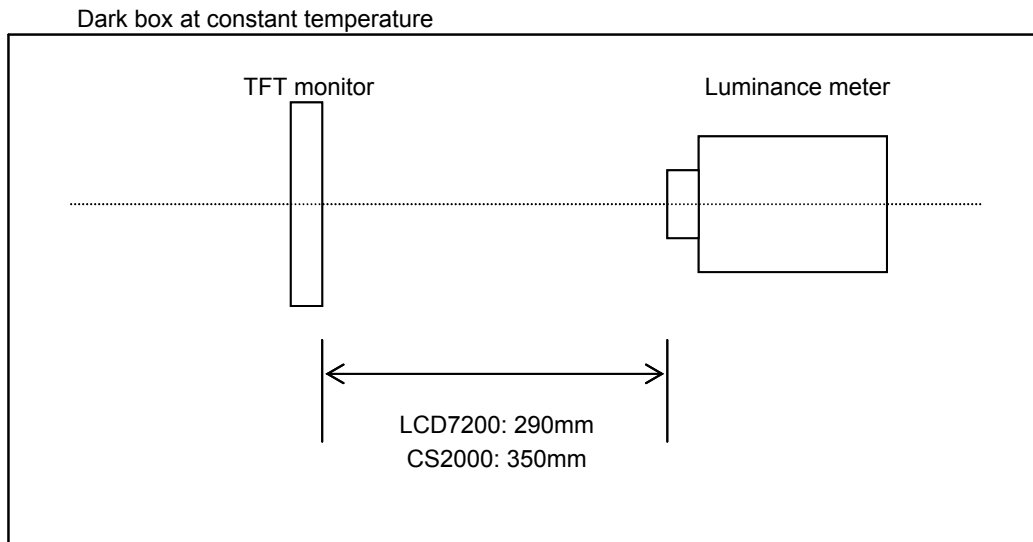 Dark box at constant temperature
TFT monitor
Luminance meter
LCD7200: 290mm
CS2000: 350mm